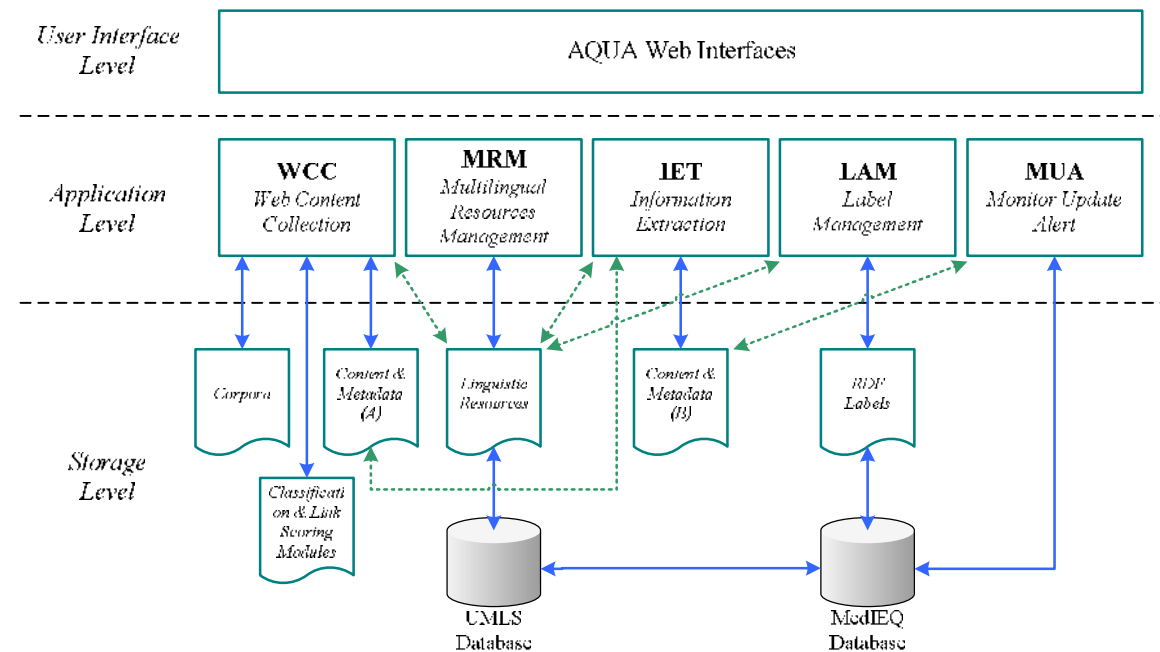 User Interface
Level
AQUA Web Interfaces
Application
Level
WCC
Web Content
Collection
MRM
Multilingual
Resources
Management
IET
Information
Extraction
LAM
Label
Management
MUA
Monitor Update
Alert
Storage
Level
Corpora
Content &
Metadata
(A)
Linguistic
Resources
Content &
Metadata
(B)
RDF
Labels
Classificati
on & Link
Scoring
Modules
UMLS
Database
MedIEQ
Database